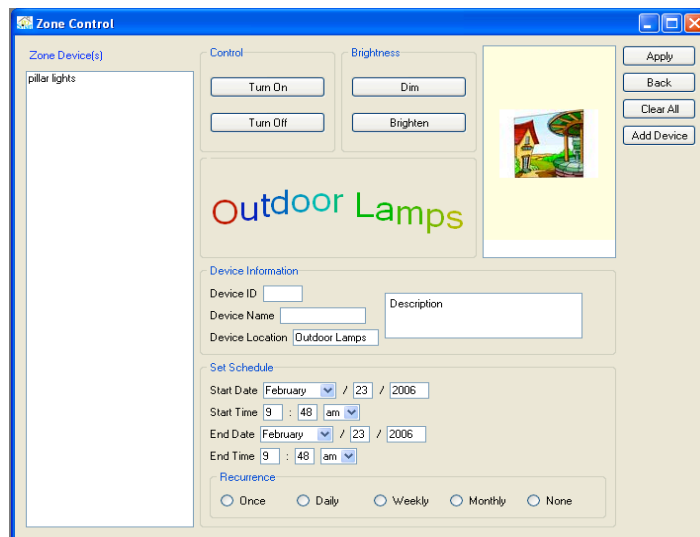 Zone Control
Zone Device(s)
pillar lights
Control
Turn On
Turn Off
Brightness
Dim
Brighten
Apply
Back
Clear All
Add Device
Outdoor Lamps
Device Information
Device ID
Device Name
Device Location Outdoor Lamps
Description
Set Schedule
Start Date February / 23 / 2006
Start Time 9 : 48 am
End Date February / 23 / 2006
End Time 9 : 48 am
Recurrence
Once Daily Weekly Monthly None